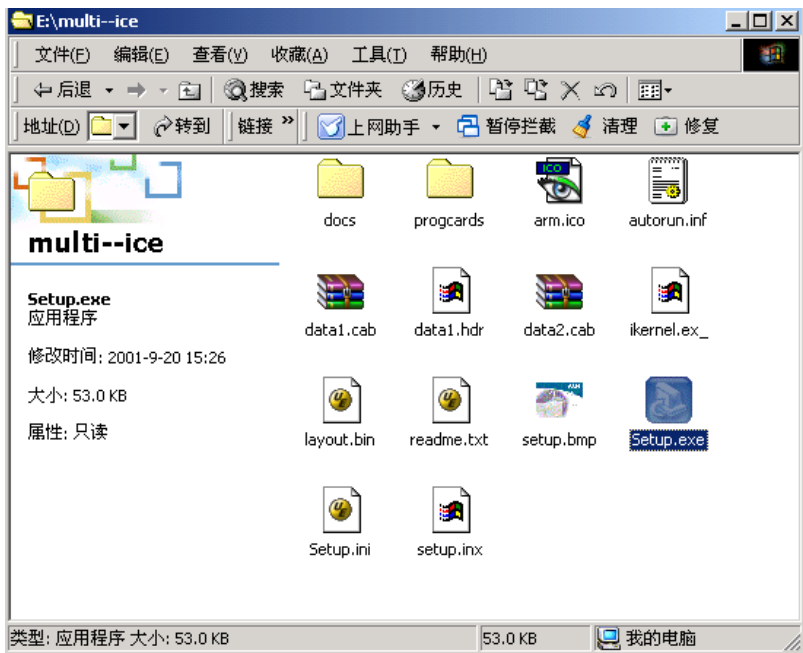 E:\multi--ice
文件(F) 编辑(E) 查看(V) 收藏(A) 工具(T) 帮助(H)
后退 搜索 文件夹 历史
地址(D) 转到 链接 » 上网助手 暂停拦截 清理 修复
multi--ice
Setup.exe
应用程序
修改时间: 2001-9-20 15:26
大小: 53.0 KB
属性: 只读
docs progcards arm.ico autorun.inf
data1.cab data1.hdr data2.cab ikernel.ex_
layout.bin readme.txt setup.bmp Setup.exe
Setup.ini setup.inx
类型: 应用程序 大小: 53.0 KB 53.0 KB 我的电脑